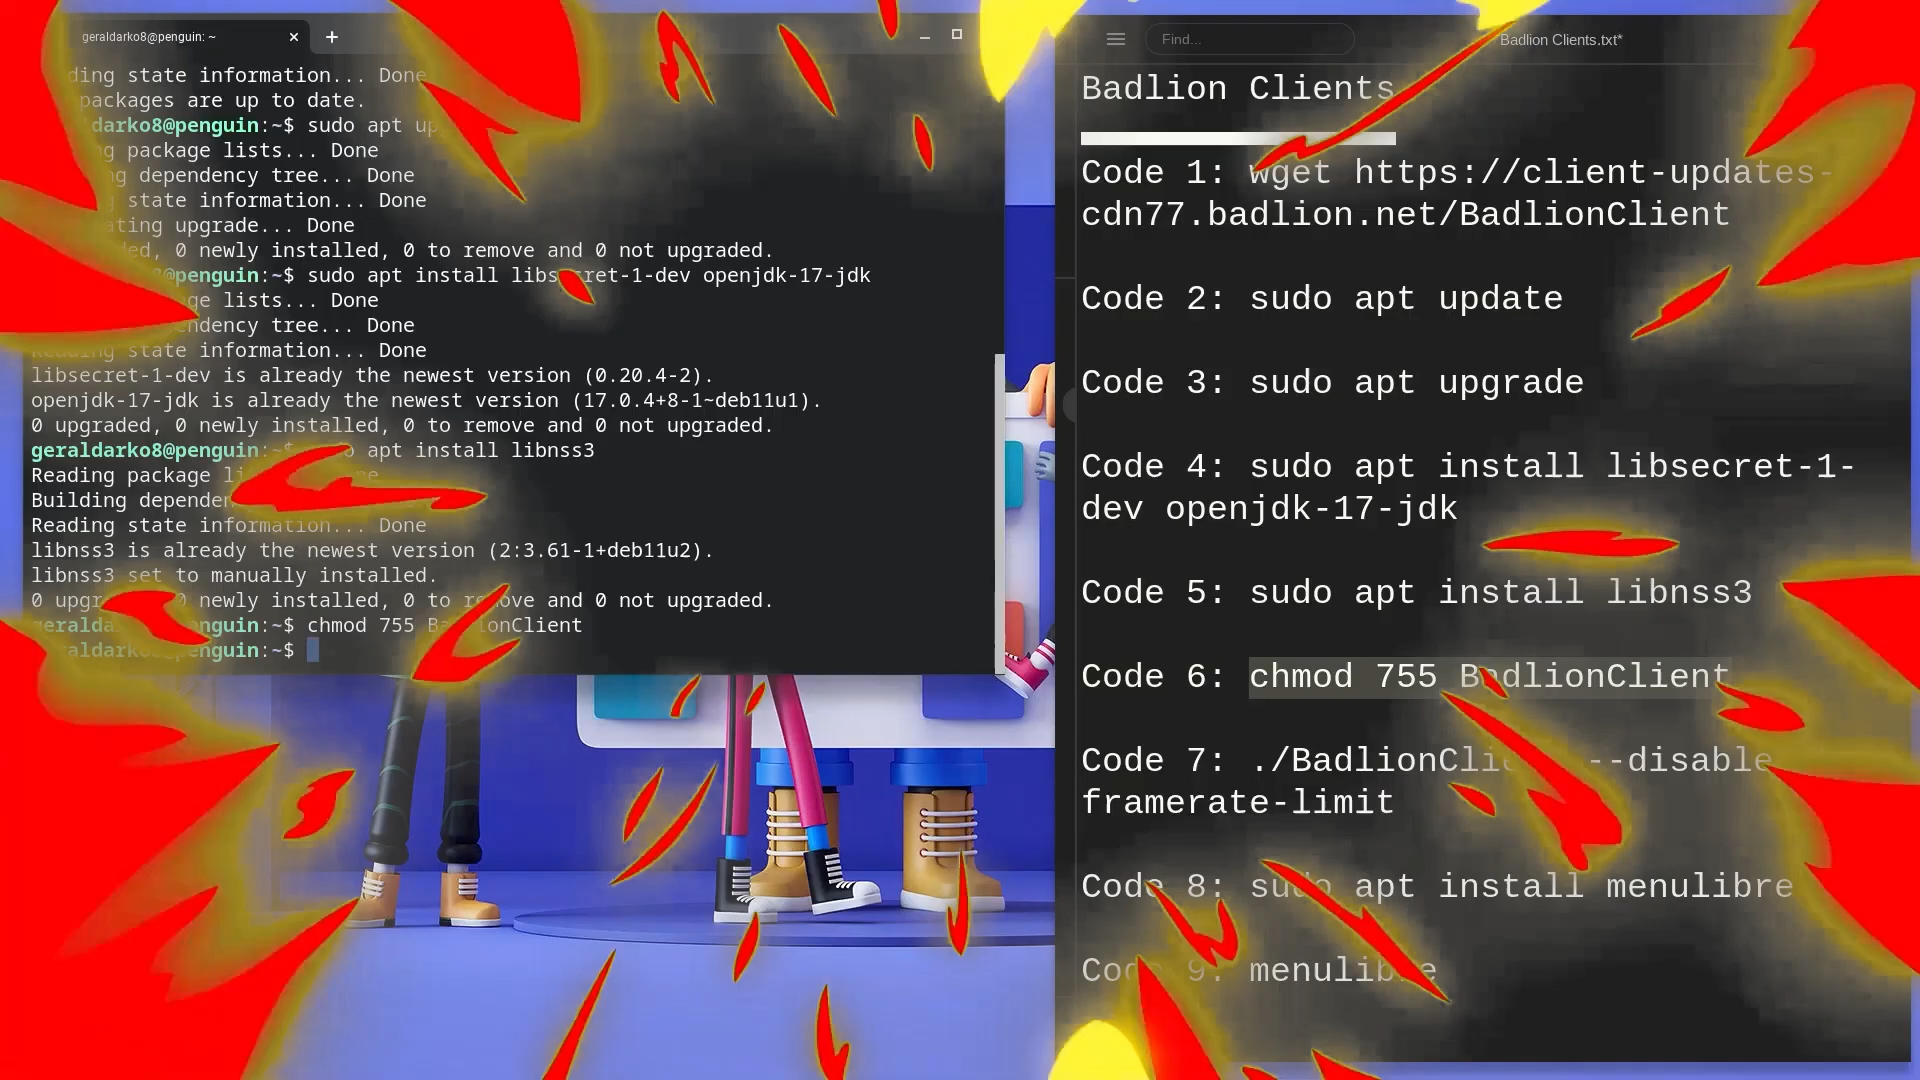 geraldarko8@penguin: ~
ding state information... Done
packages are up to date.
darko8@penguin:~$ sudo apt up
g package lists... Done
ng dependency tree... Done
state information... Done
ating upgrade... Done
ed, 0 newly installed, 0 to remove and 0 not upgraded.
@penguin:~$ sudo apt install libsecret-1-dev openjdk-17-jdk
ge lists... Done
ndency tree... Done
Reading state information... Done
libsecret-1-dev is already the newest version (0.20.4-2).
openjdk-17-jdk is already the newest version (17.0.4+8-1~deb11u1).
0 upgraded, 0 newly installed, 0 to remove and 0 not upgraded.
geraldarko8@penguin:~$ sudo apt install libnss3
Reading package li
Building dependen
Reading state information... Done
libnss3 is already the newest version (2:3.61-1+deb11u2).
libnss3 set to manually installed.
0 upgr 0 newly installed, 0 to remove and 0 not upgraded.
geralda penguin:~$ chmod 755 BadlionClient
raldarko8@penguin:~$
Find...
Badlion Clients.txt*
Badlion Clients
Code 1: wget https://client-updates-
cdn77.badlion.net/BadlionClient
Code 2: sudo apt update
Code 3: sudo apt upgrade
Code 4: sudo apt install libsecret-1-
dev openjdk-17-jdk
Code 5: sudo apt install libnss3
Code 6: chmod 755 BadlionClient
Code 7: ./BadlionClient --disable
framerate-limit
Code 8: sudo apt install menulibre
Code 9: menulibre